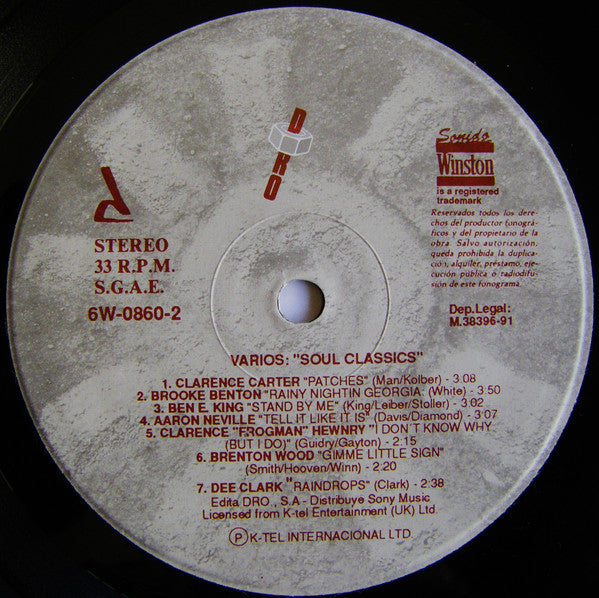 DRO
Sonido
Winston
is a registered
trademark
Reservados todos los dere-
chos del productor fonográ-
ficos y del propietario de la
obra. Salvo autorización,
queda prohibida la duplica-
ción, alquiler, préstamo, eje-
cución pública ó radiodifu-
sión de este fonograma.
d
STEREO
33 R.P.M.
S.G.A.E.
6W-0860-2
Dep.Legal:
M.38396-91
VARIOS: "SOUL CLASSICS"
1. CLARENCE CARTER "PATCHES" (Man/Kolber) - 3:08
2. BROOKE BENTON "RAINY NIGHTIN GEORGIA: (White) - 3:50
3. BEN E. KING "STAND BY ME" (King/Leiber/Stoller) - 3:02
4. AARON NEVILLE "TELL IT LIKE IT IS" (Davis/Diamond) - 3:07
5. CLARENCE "FROGMAN" HEWNRY "I DON´T KNOW WHY
(BUT I DO)" (Guidry/Gayton) - 2:15
6. BRENTON WOOD "GIMME LITTLE SIGN"
(Smith/Hooven/Winn) - 2:20
7. DEE CLARK "RAINDROPS" (Clark) - 2:38
Edita DRO., S.A - Distribuye Sony Music
Licensed from K-tel Entertainment (UK) Ltd.
Ⓟ K-TEL INTERNACIONAL LTD.